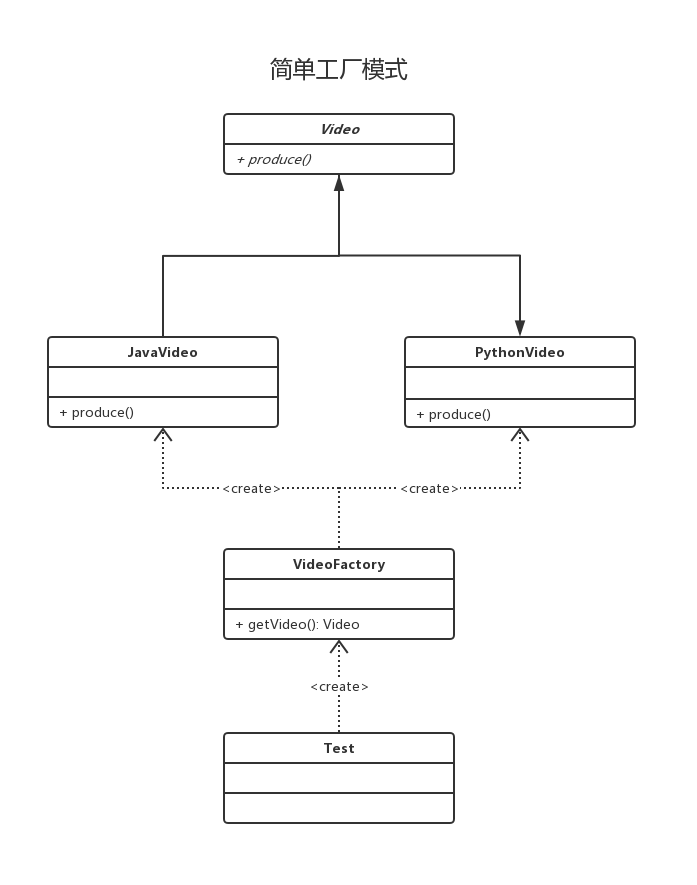 简单工厂模式
Video
+ produce()
JavaVideo
+ produce()
PythonVideo
+ produce()
<create>
<create>
VideoFactory
+ getVideo(): Video
<create>
Test